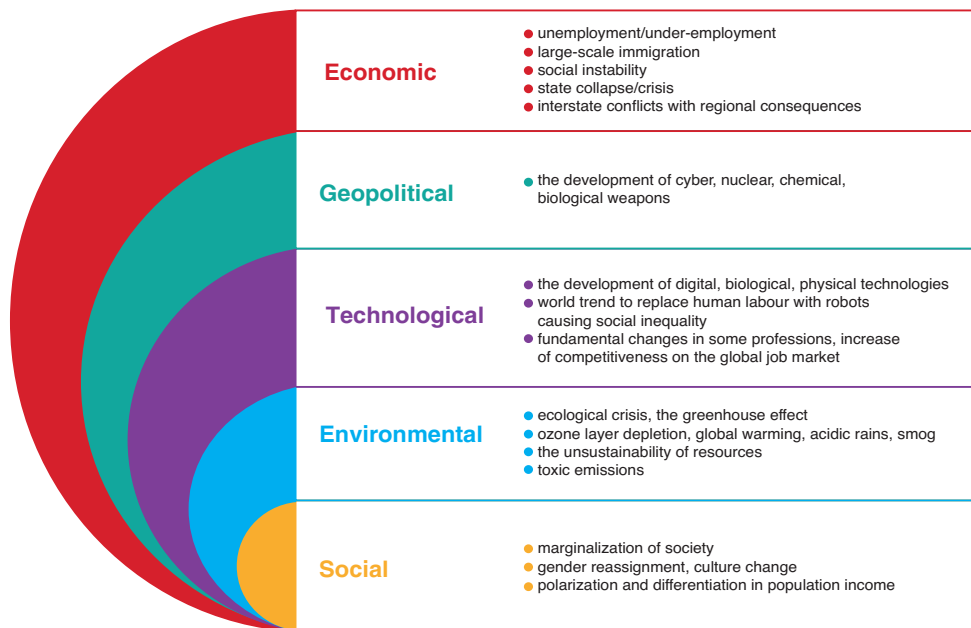 Economic
unemployment/under-employment
large-scale immigration
social instability
state collapse/crisis
interstate conflicts with regional consequences
Geopolitical
the development of cyber, nuclear, chemical,
biological weapons
Technological
the development of digital, biological, physical technologies
world trend to replace human labour with robots
causing social inequality
fundamental changes in some professions, increase
of competitiveness on the global job market
Environmental
ecological crisis, the greenhouse effect
ozone layer depletion, global warming, acidic rains, smog
the unsustainability of resources
toxic emissions
Social
marginalization of society
gender reassignment, culture change
polarization and differentiation in population income